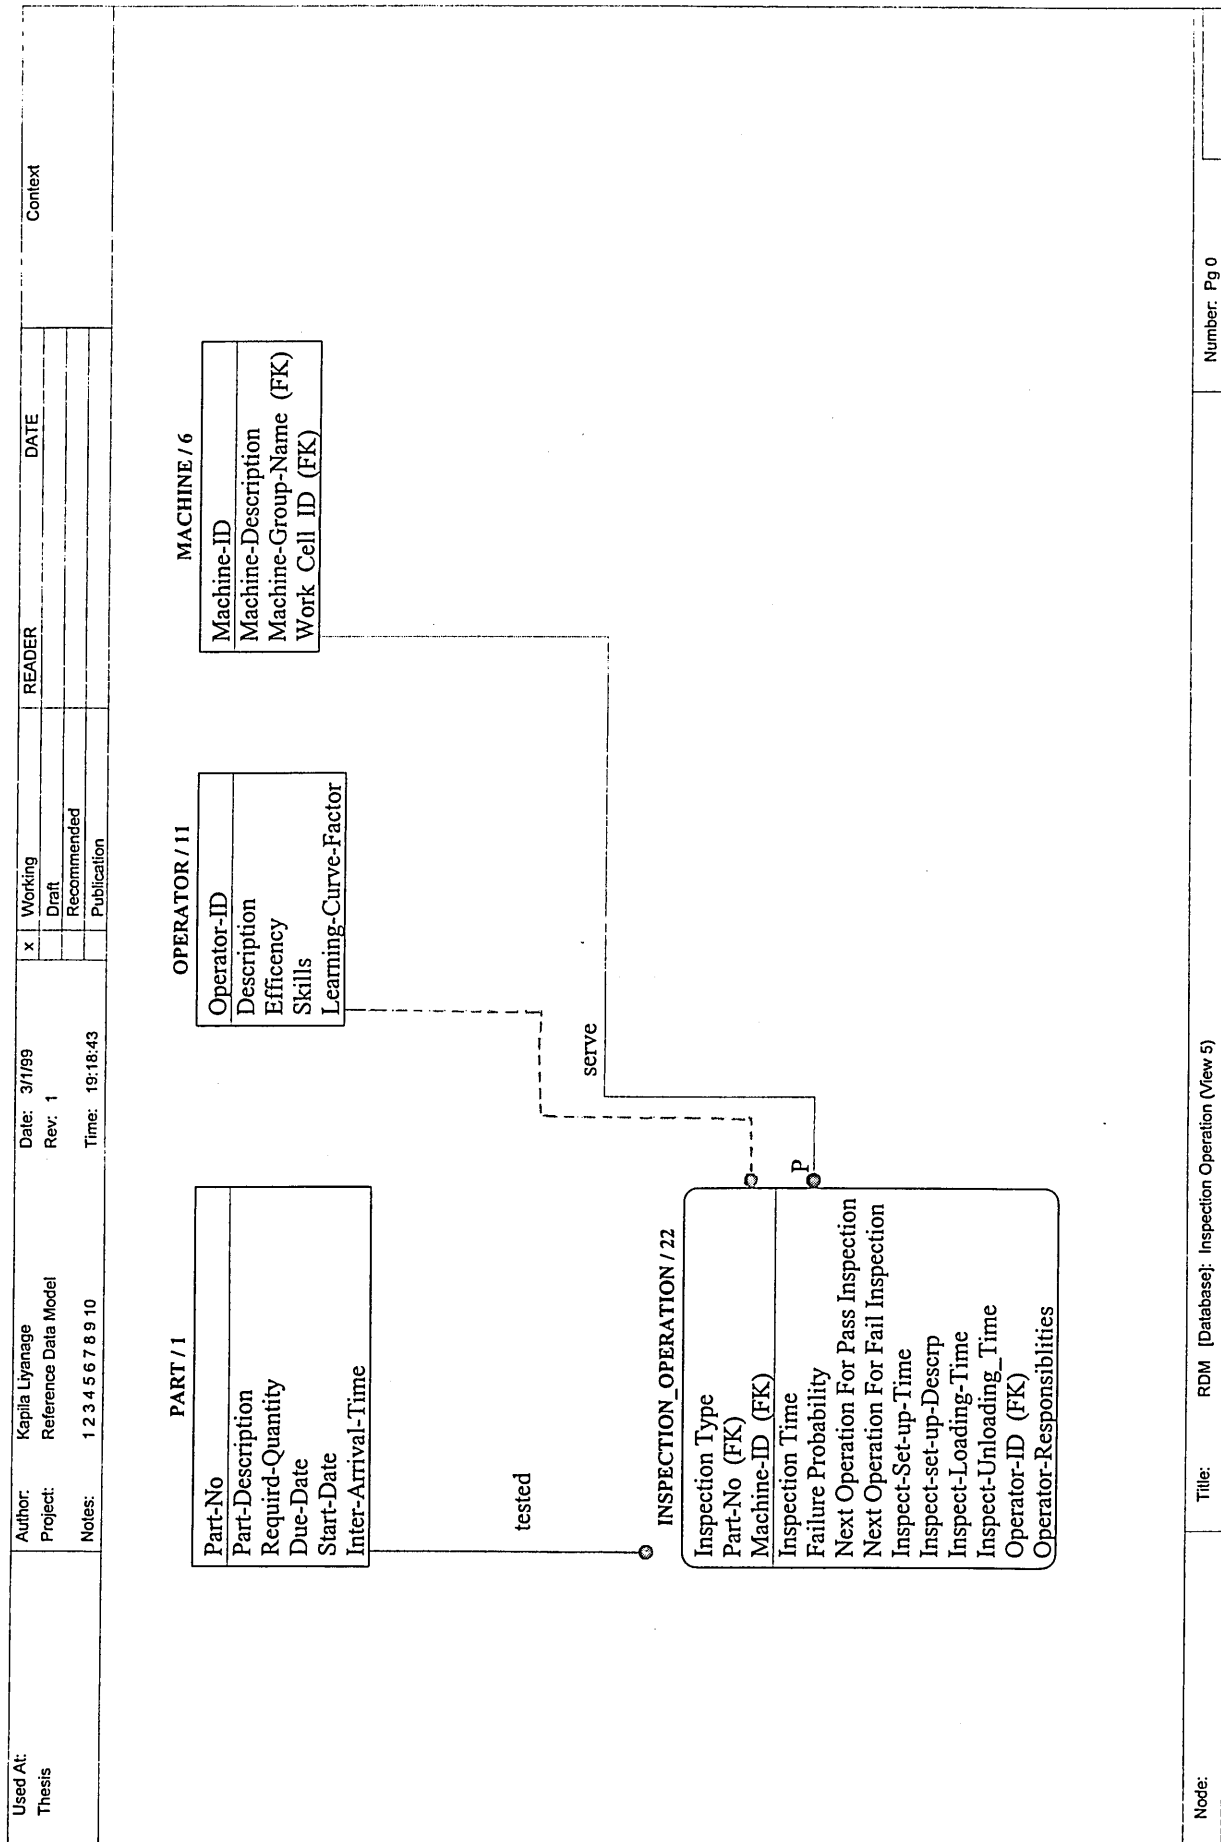 Used At:
Thesis
Author: Kapila Liyanage
Project: Reference Data Model
Notes: 1 2 3 4 5 6 7 8 9 10
Date: 3/1/99
Rev: 1
Time: 19:18:43
x Working
Draft
Recommended
Publication
READER DATE
Context
PART / 1
Part-No
Part-Description
Requird-Quantity
Due-Date
Start-Date
Inter-Arrival-Time
OPERATOR / 11
Operator-ID
Description
Efficency
Skills
Learning-Curve-Factor
MACHINE / 6
Machine-ID
Machine-Description
Machine-Group-Name (FK)
Work Cell ID (FK)
tested
serve
P
INSPECTION_OPERATION / 22
Inspection Type
Part-No (FK)
Machine-ID (FK)
Inspection Time
Failure Probability
Next Operation For Pass Inspection
Next Operation For Fail Inspection
Inspect-Set-up-Time
Inspect-set-up-Descrp
Inspect-Loading-Time
Inspect-Unloading_Time
Operator-ID (FK)
Operator-Responsiblities
Node:
Title: RDM [Database]: Inspection Operation (View 5)
Number: Pg 0